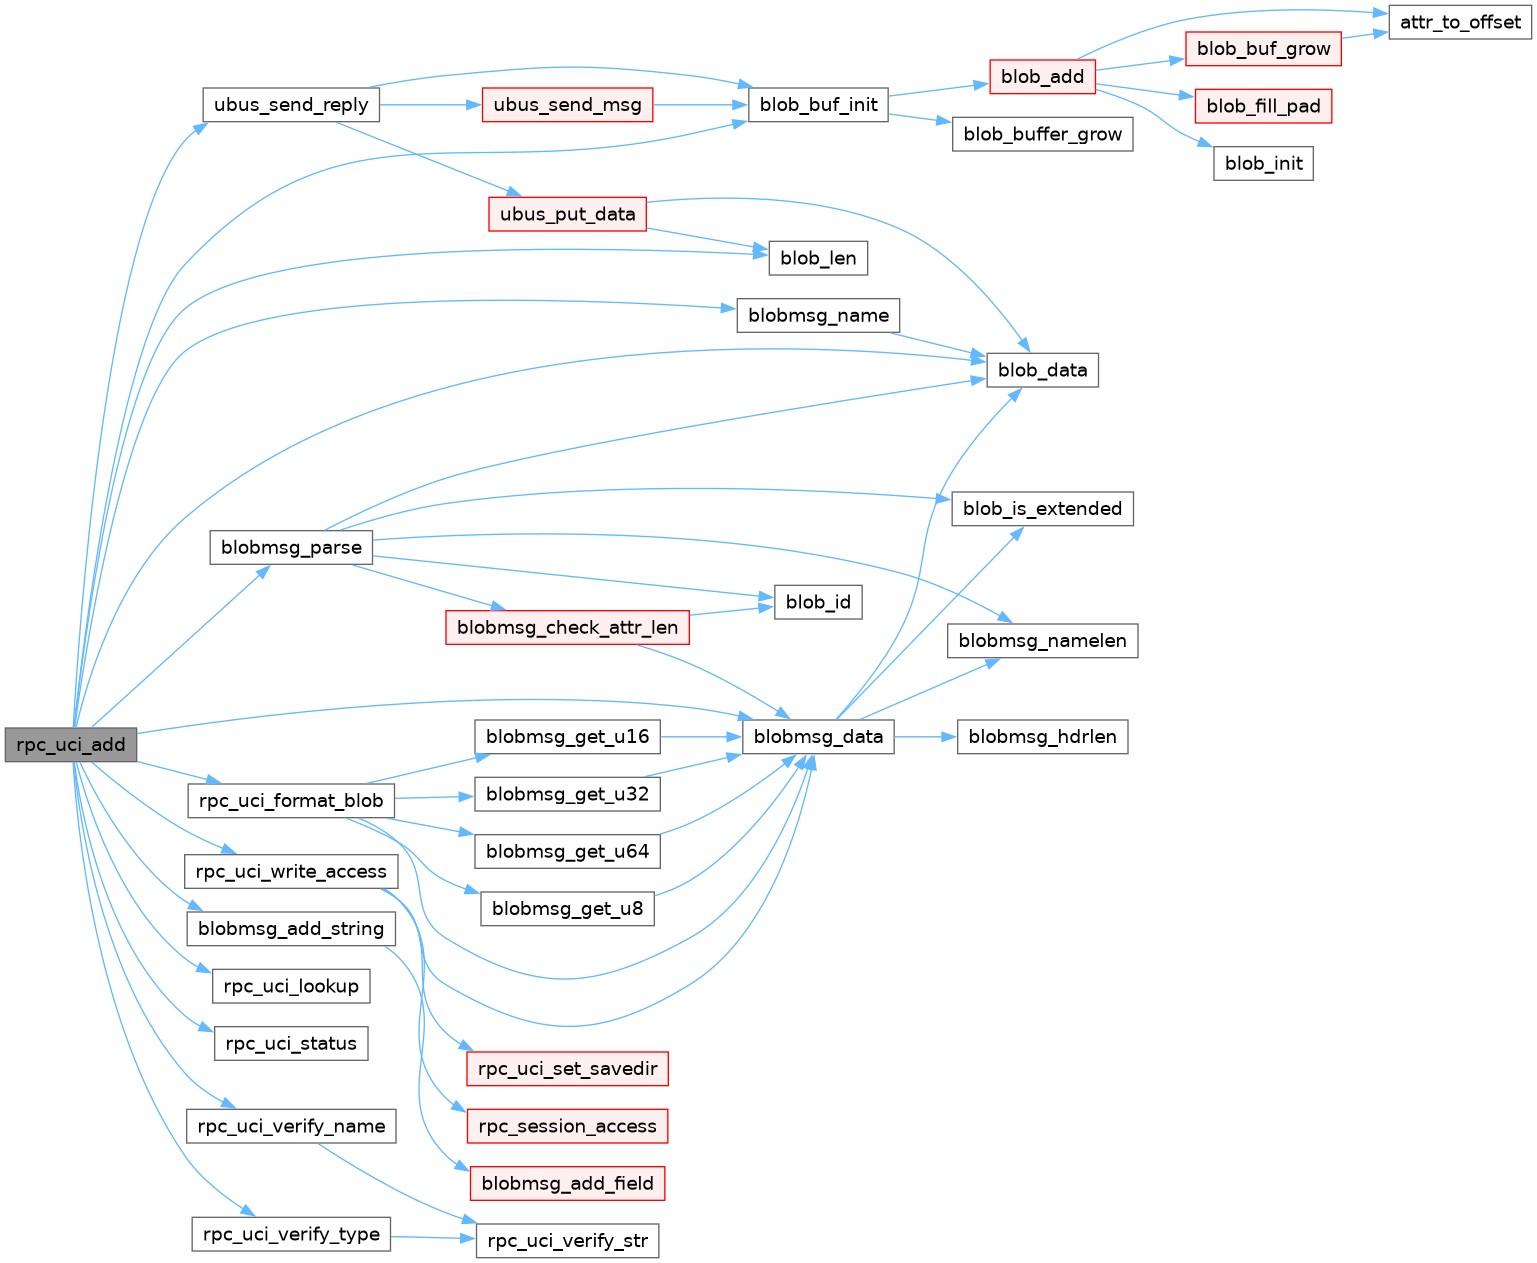 attr_to_offset
blob_buf_grow
blob_add
ubus_send_reply
ubus_send_msg
blob_buf_init
blob_fill_pad
blob_buffer_grow
blob_init
ubus_put_data
blob_len
blobmsg_name
blob_data
blob_is_extended
blobmsg_parse
blob_id
blobmsg_check_attr_len
blobmsg_namelen
rpc_uci_add
blobmsg_get_u16
blobmsg_data
blobmsg_hdrlen
rpc_uci_format_blob
blobmsg_get_u32
blobmsg_get_u64
rpc_uci_write_access
blobmsg_get_u8
blobmsg_add_string
rpc_uci_lookup
rpc_uci_status
rpc_uci_set_savedir
rpc_uci_verify_name
rpc_session_access
blobmsg_add_field
rpc_uci_verify_type
rpc_uci_verify_str